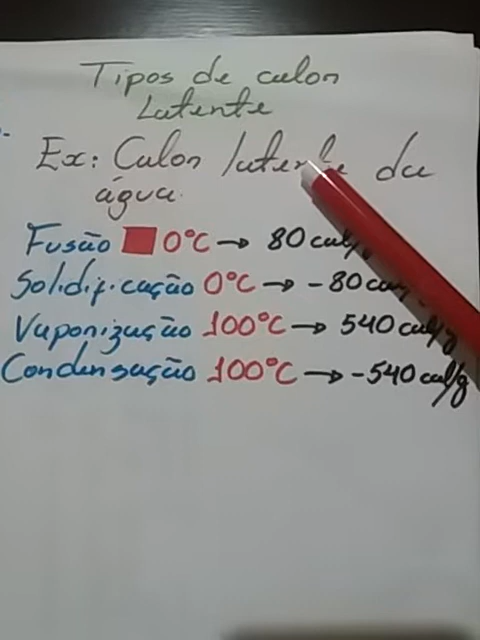 Tipos de calor
Latente
Ex: Calor latente da
água.
Fusão 0°C → 80 cal/g
Solidificação 0°C → -80 cal/
Vaporização 100°C → 540 cal/g
Condensação 100°C → -540 cal/g